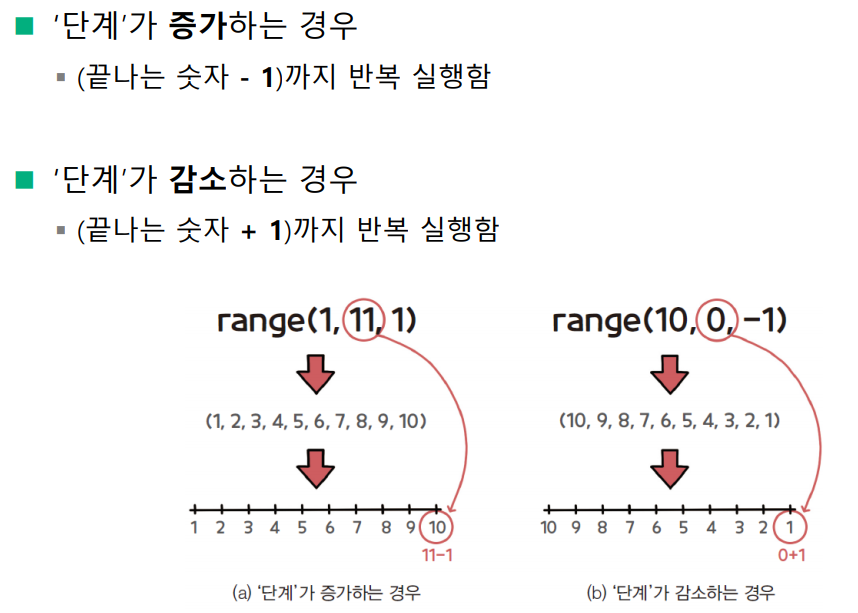 ‘단계’가 증가하는 경우
(끝나는 숫자 - 1)까지 반복 실행함
‘단계’가 감소하는 경우
(끝나는 숫자 + 1)까지 반복 실행함
range(1, 11, 1)
(1, 2, 3, 4, 5, 6, 7, 8, 9, 10)
1 2 3 4 5 6 7 8 9 10
11-1
(a) ‘단계’가 증가하는 경우
range(10, 0, -1)
(10, 9, 8, 7, 6, 5, 4, 3, 2, 1)
10 9 8 7 6 5 4 3 2 1
0+1
(b) ‘단계’가 감소하는 경우